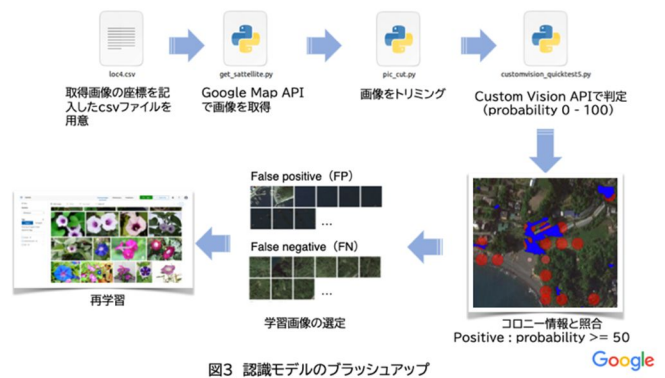 loc4.csv
get_sattellite.py
pic_cut.py
customvision_quicktest5.py
取得画像の座標を記
入したcsvファイルを
用意
Google Map API
で画像を取得
画像をトリミング
Custom Vision APIで判定
(probability 0 - 100)
False positive(FP)
...
False negative(FN)
...
再学習
学習画像の選定
コロニー情報と照合
Positive : probability >= 50
Google
図3 認識モデルのブラッシュアップ